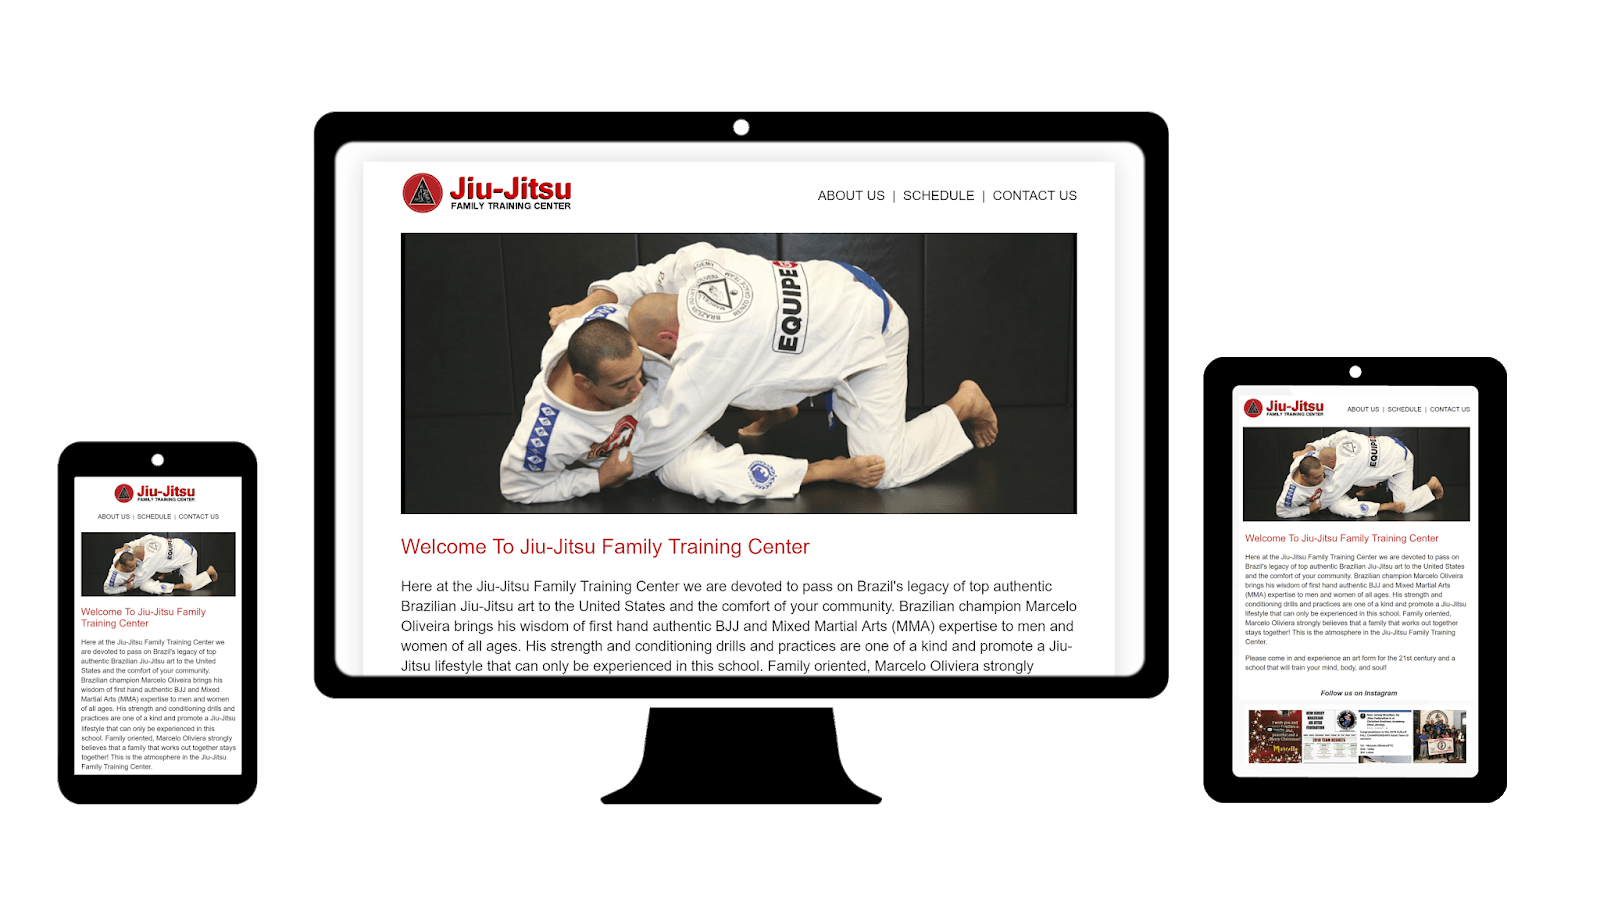 Jiu-Jitsu
FAMILY TRAINING CENTER
ABOUT US | SCHEDULE | CONTACT US
EQUIPE
Welcome To Jiu-Jitsu Family Training Center
Here at the Jiu-Jitsu Family Training Center we are devoted to pass on Brazil's legacy of top authentic
Brazilian Jiu-Jitsu art to the United States and the comfort of your community. Brazilian champion Marcelo
Oliveira brings his wisdom of first hand authentic BJJ and Mixed Martial Arts (MMA) expertise to men and
women of all ages. His strength and conditioning drills and practices are one of a kind and promote a Jiu-
Jitsu lifestyle that can only be experienced in this school. Family oriented, Marcelo Oliviera strongly
Jiu-Jitsu
FAMILY TRAINING CENTER
ABOUT US | SCHEDULE | CONTACT US
Welcome To Jiu-Jitsu Family
Training Center
Here at the Jiu-Jitsu Family Training Center we
are devoted to pass on Brazil's legacy of top
authentic Brazilian Jiu-Jitsu art to the United
States and the comfort of your community.
Brazilian champion Marcelo Oliveira brings his
wisdom of first hand authentic BJJ and Mixed
Martial Arts (MMA) expertise to men and women
of all ages. His strength and conditioning drills and
practices are one of a kind and promote a Jiu-Jitsu
lifestyle that can only be experienced in this
school. Family oriented, Marcelo Oliviera strongly
believes that a family that works out together stays
together! This is the atmosphere in the Jiu-Jitsu
Family Training Center.
Jiu-Jitsu
FAMILY TRAINING CENTER
ABOUT US | SCHEDULE | CONTACT US
EQUIPE
Welcome To Jiu-Jitsu Family Training Center
Here at the Jiu-Jitsu Family Training Center we are devoted to pass on
Brazil's legacy of top authentic Brazilian Jiu-Jitsu art to the United States
and the comfort of your community. Brazilian champion Marcelo Oliveira
brings his wisdom of first hand authentic BJJ and Mixed Martial Arts
(MMA) expertise to men and women of all ages. His strength and
conditioning drills and practices are one of a kind and promote a Jiu-Jitsu
lifestyle that can only be experienced in this school. Family oriented,
Marcelo Oliviera strongly believes that a family that works out together
stays together! This is the atmosphere in the Jiu-Jitsu Family Training
Center.
Please come in and experience an art form for the 21st century and a
school that will train your mind, body, and soul!
Follow us on Instagram
NEW JERSEY
BRAZILIAN
JIU JITSU
FEDERATION
2018 TEAM RESULTS